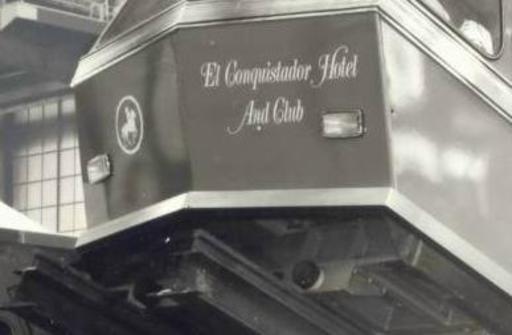 El Conquistador Hotel
And Club